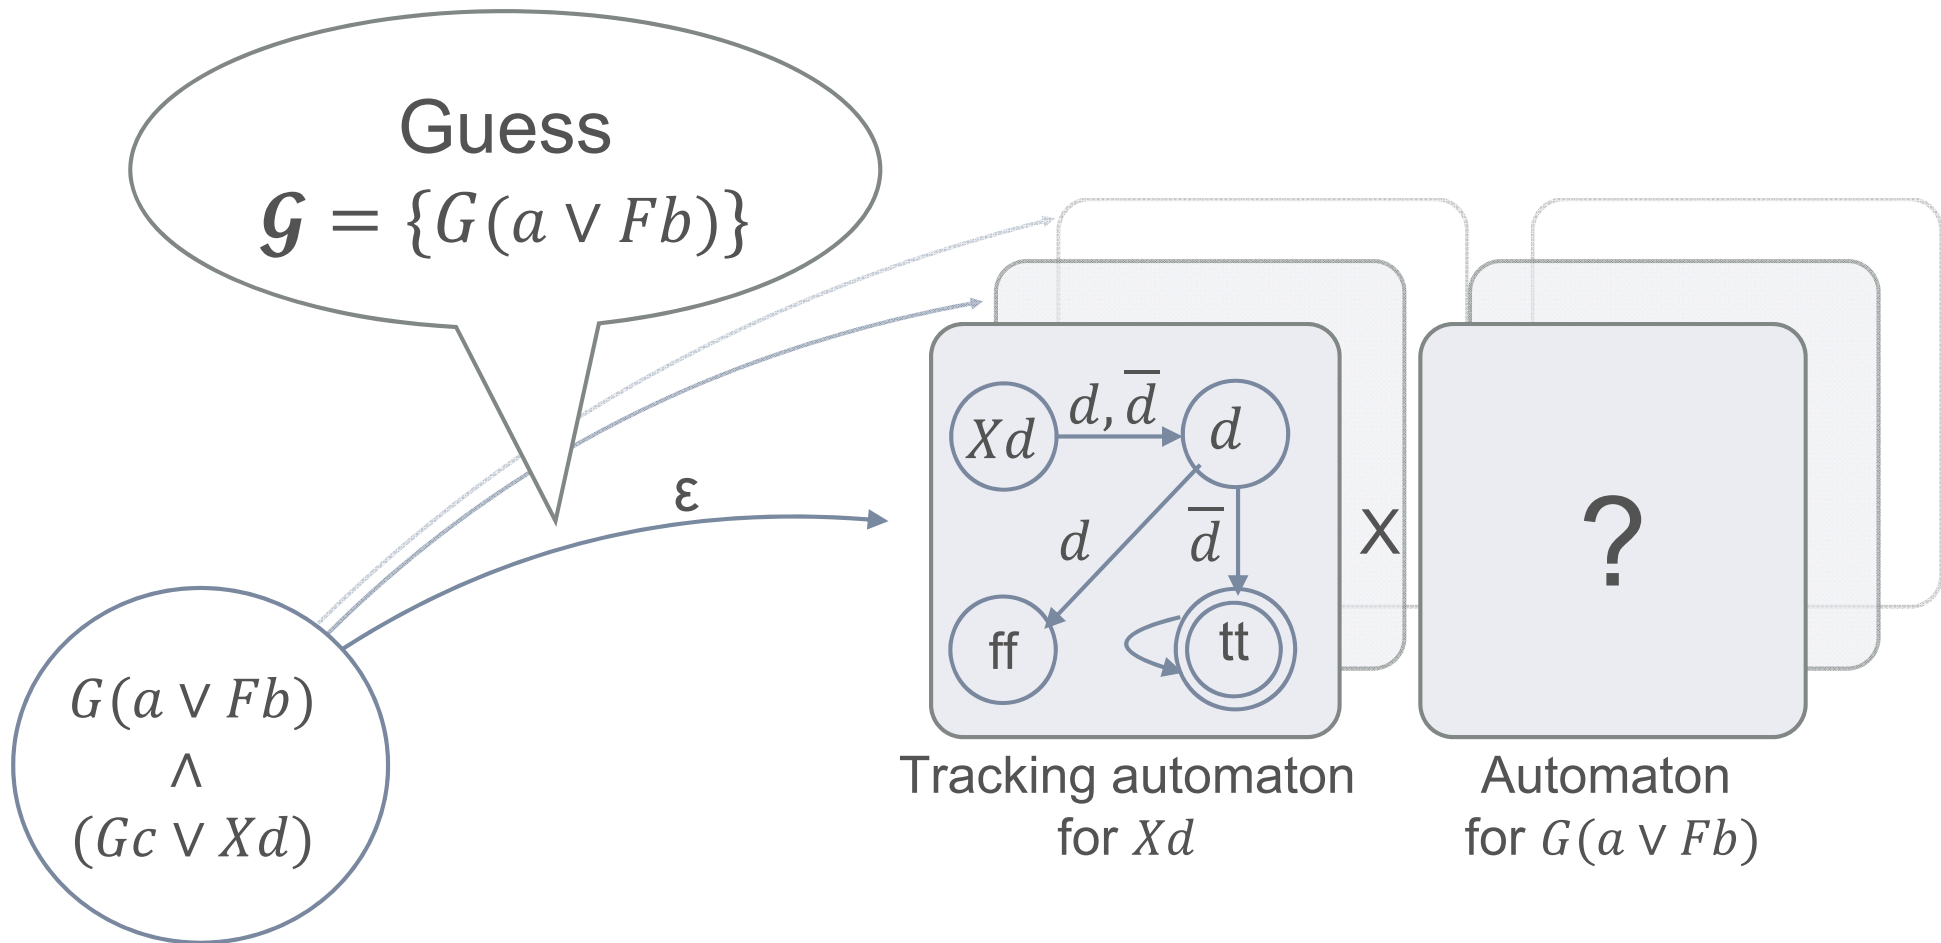 Guess
𝓖 = {G(a ∨ Fb)}
ε
G(a ∨ Fb)
∧
(Gc ∨ Xd)
Xd
d, d̅
d
d
d̅
ff
tt
X
?
Tracking automaton
for Xd
Automaton
for G(a ∨ Fb)